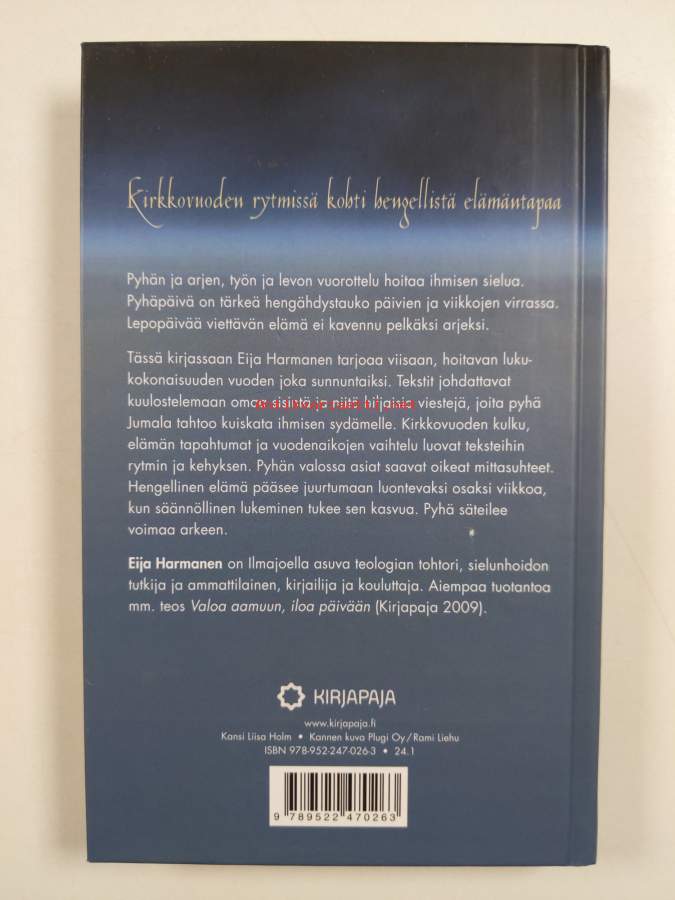 Kirkkovuoden rytmissä kohti hengellistä elämäntapaa
Pyhän ja arjen, työn ja levon vuorottelu hoitaa ihmisen sielua.
Pyhäpäivä on tärkeä hengähdystauko päivien ja viikkojen virrassa.
Lepopäivää viettävän elämä ei kavennu pelkäksi arjeksi.
Tässä kirjassaan Eija Harmanen tarjoaa viisaan, hoitavan luku-
kokonaisuuden vuoden joka sunnuntaiksi. Tekstit johdattavat
kuulostelemaan omaa sisintä ja niitä hiljaisia viestejä, joita pyhä
Jumala tahtoo kuiskata ihmisen sydämelle. Kirkkovuoden kulku,
elämän tapahtumat ja vuodenaikojen vaihtelu luovat teksteihin
rytmin ja kehyksen. Pyhän valossa asiat saavat oikeat mittasuhteet.
Hengellinen elämä pääsee juurtumaan luontevaksi osaksi viikkoa,
kun säännöllinen lukeminen tukee sen kasvua. Pyhä säteilee
voimaa arkeen.
Eija Harmanen on Ilmajoella asuva teologian tohtori, sielunhoidon
tutkija ja ammattilainen, kirjailija ja kouluttaja. Aiempaa tuotantoa
mm. teos Valoa aamuun, iloa päivään (Kirjapaja 2009).
KIRJAPAJA
www.kirjapaja.fi
Kansi Liisa Holm • Kannen kuva Plugi Oy/Rami Liehu
ISBN 978-952-247-026-3 • 24.1
9 789522 470263